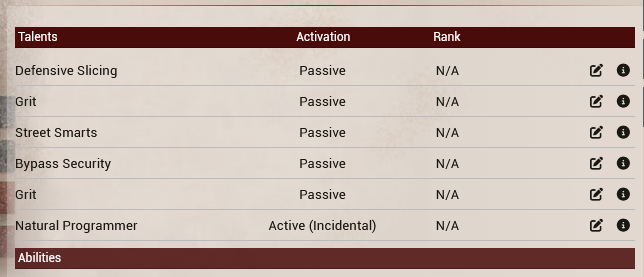 Talents Activation Rank
Defensive Slicing Passive N/A
Grit Passive N/A
Street Smarts Passive N/A
Bypass Security Passive N/A
Grit Passive N/A
Natural Programmer Active (Incidental) N/A
Abilities